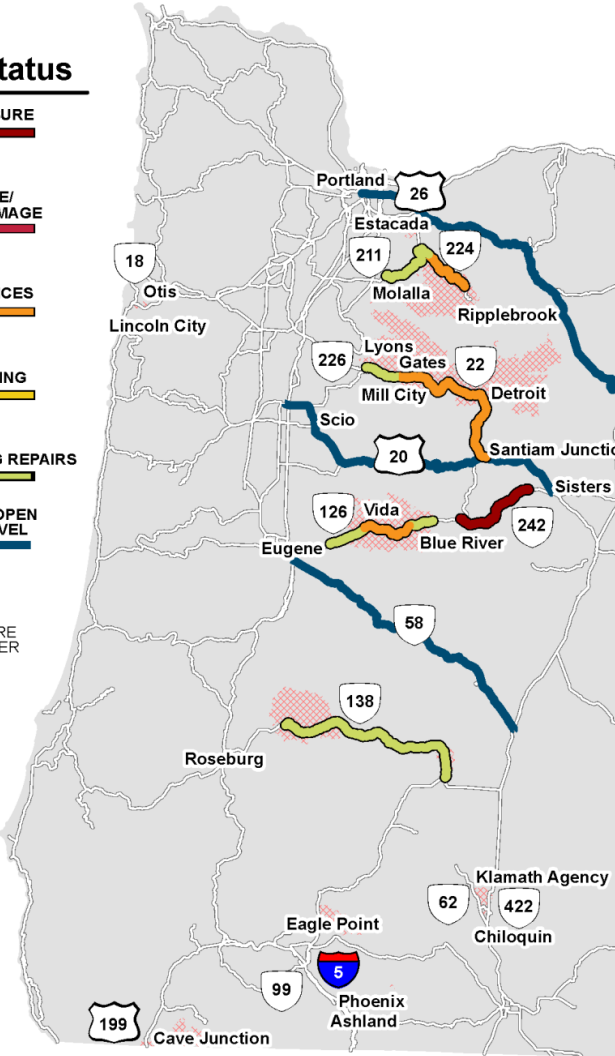 tatus
SURE
E/
MAGE
CES
ING
G REPAIRS
OPEN
VEL
RE
ER
Portland
26
Estacada
211
224
18
Otis
Molalla
Ripplebrook
Lincoln City
Lyons
226
Gates
22
Mill City
Detroit
Scio
20
Santiam Junctio
Sisters
126
Vida
242
Eugene
Blue River
58
138
Roseburg
Klamath Agency
62
422
Eagle Point
Chiloquin
5
99
Phoenix
Ashland
199
Cave Junction